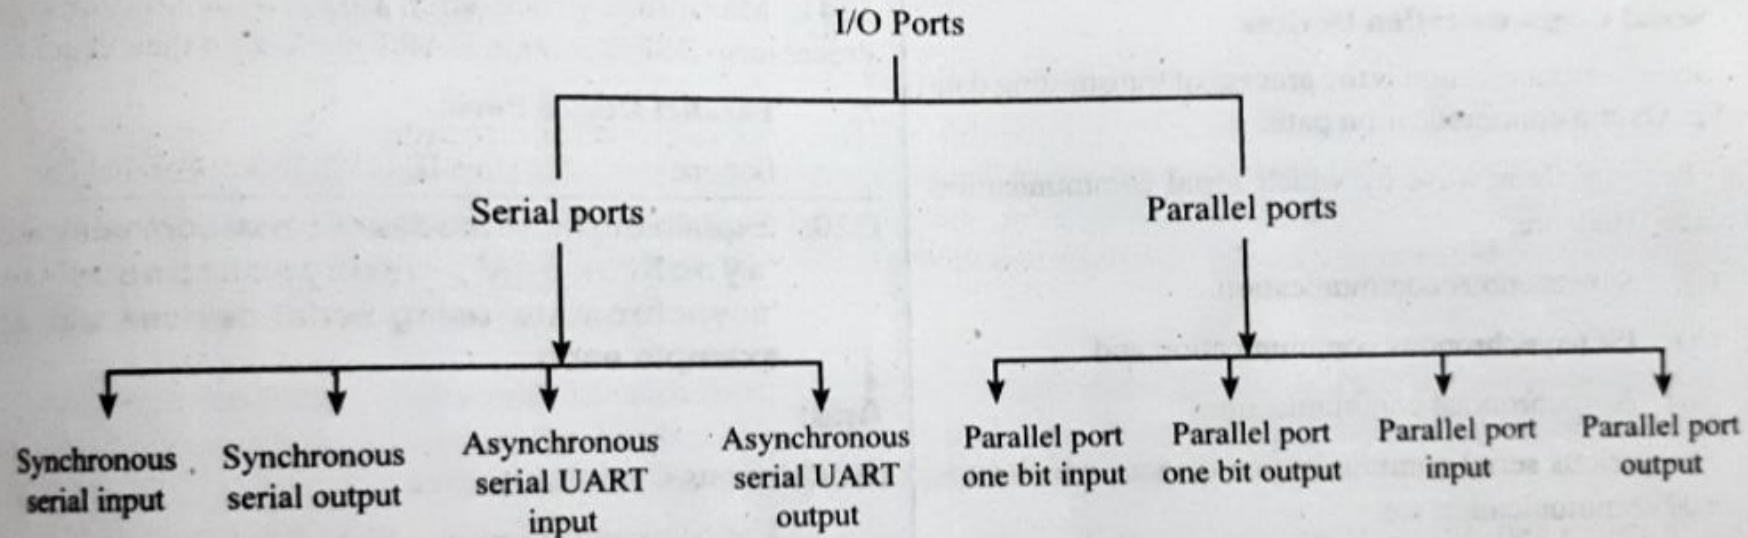 I/O Ports
Serial ports
Parallel ports
Synchronous
serial input
Synchronous
serial output
Asynchronous
serial UART
input
Asynchronous
serial UART
output
Parallel port
one bit input
Parallel port
one bit output
Parallel port
input
Parallel port
output